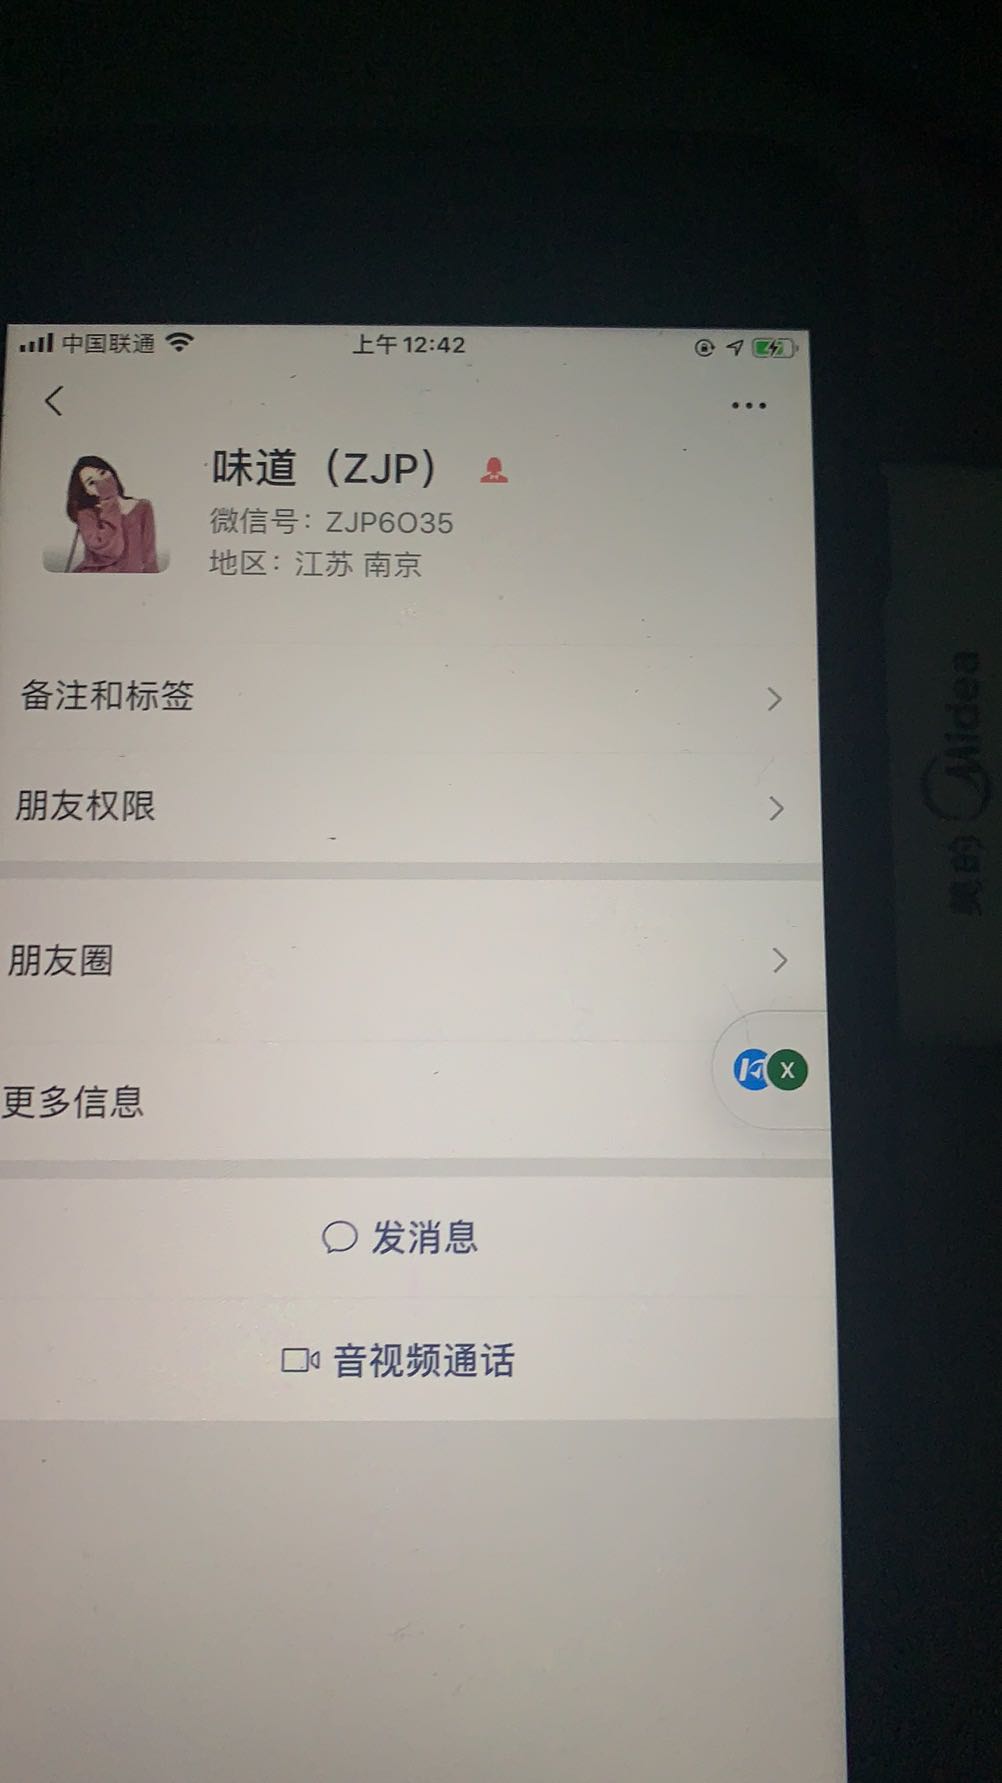 中国联通
上午12:42
味道（ZJP）
微信号：ZJP6O35
地区：江苏 南京
备注和标签
朋友权限
朋友圈
更多信息
X
发消息
音视频通话
美的 Midea